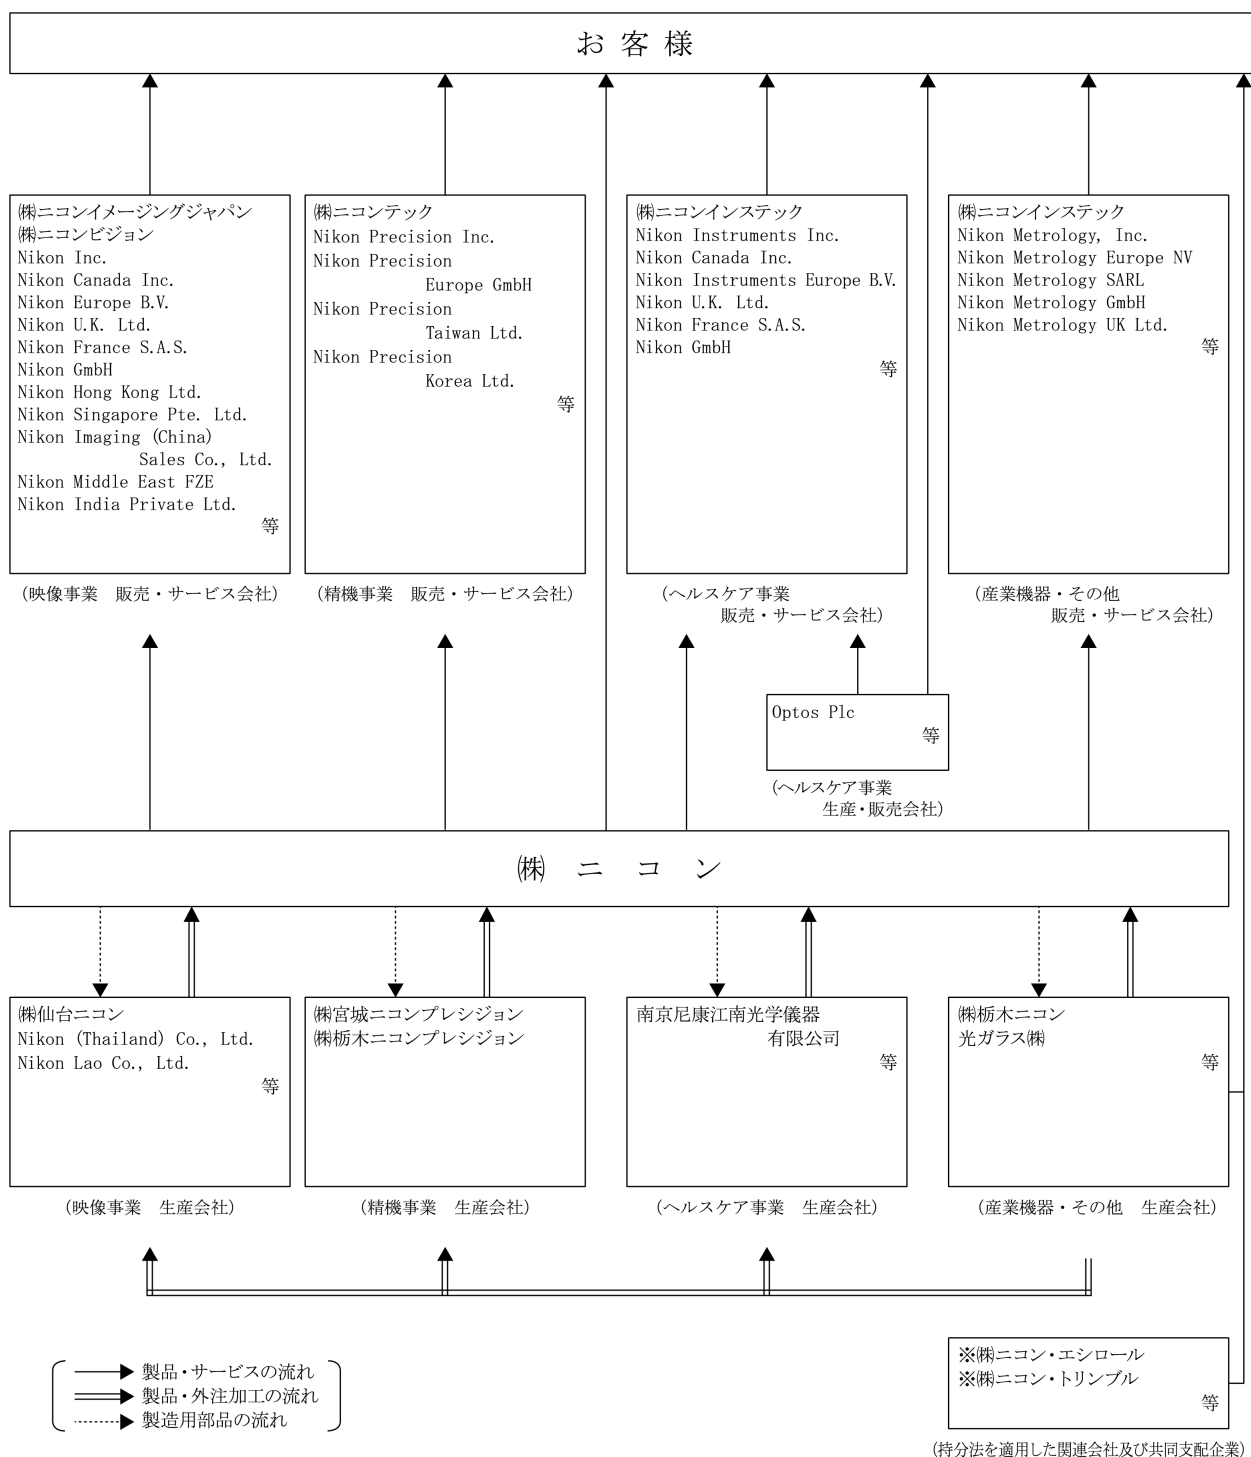 お客様
㈱ニコンイメージングジャパン
㈱ニコンビジョン
Nikon Inc.
Nikon Canada Inc.
Nikon Europe B.V.
Nikon U.K. Ltd.
Nikon France S.A.S.
Nikon GmbH
Nikon Hong Kong Ltd.
Nikon Singapore Pte. Ltd.
Nikon Imaging (China)
Sales Co., Ltd.
Nikon Middle East FZE
Nikon India Private Ltd.
等
(映像事業　販売・サービス会社)
㈱ニコンテック
Nikon Precision Inc.
Nikon Precision
Europe GmbH
Nikon Precision
Taiwan Ltd.
Nikon Precision
Korea Ltd.
等
(精機事業　販売・サービス会社)
㈱ニコンインステック
Nikon Instruments Inc.
Nikon Canada Inc.
Nikon Instruments Europe B.V.
Nikon U.K. Ltd.
Nikon France S.A.S.
Nikon GmbH
等
(ヘルスケア事業
販売・サービス会社)
㈱ニコンインステック
Nikon Metrology, Inc.
Nikon Metrology Europe NV
Nikon Metrology SARL
Nikon Metrology GmbH
Nikon Metrology UK Ltd.
等
(産業機器・その他
販売・サービス会社)
Optos Plc
等
(ヘルスケア事業
生産・販売会社)
㈱ ニ コ ン
㈱仙台ニコン
Nikon (Thailand) Co., Ltd.
Nikon Lao Co., Ltd.
等
(映像事業　生産会社)
㈱宮城ニコンプレシジョン
㈱栃木ニコンプレシジョン
(精機事業　生産会社)
南京尼康江南光学儀器
有限公司
等
(ヘルスケア事業　生産会社)
㈱栃木ニコン
光ガラス㈱
等
(産業機器・その他　生産会社)
製品・サービスの流れ
製品・外注加工の流れ
製造用部品の流れ
※㈱ニコン・エシロール
※㈱ニコン・トリンブル
等
(持分法を適用した関連会社及び共同支配企業)